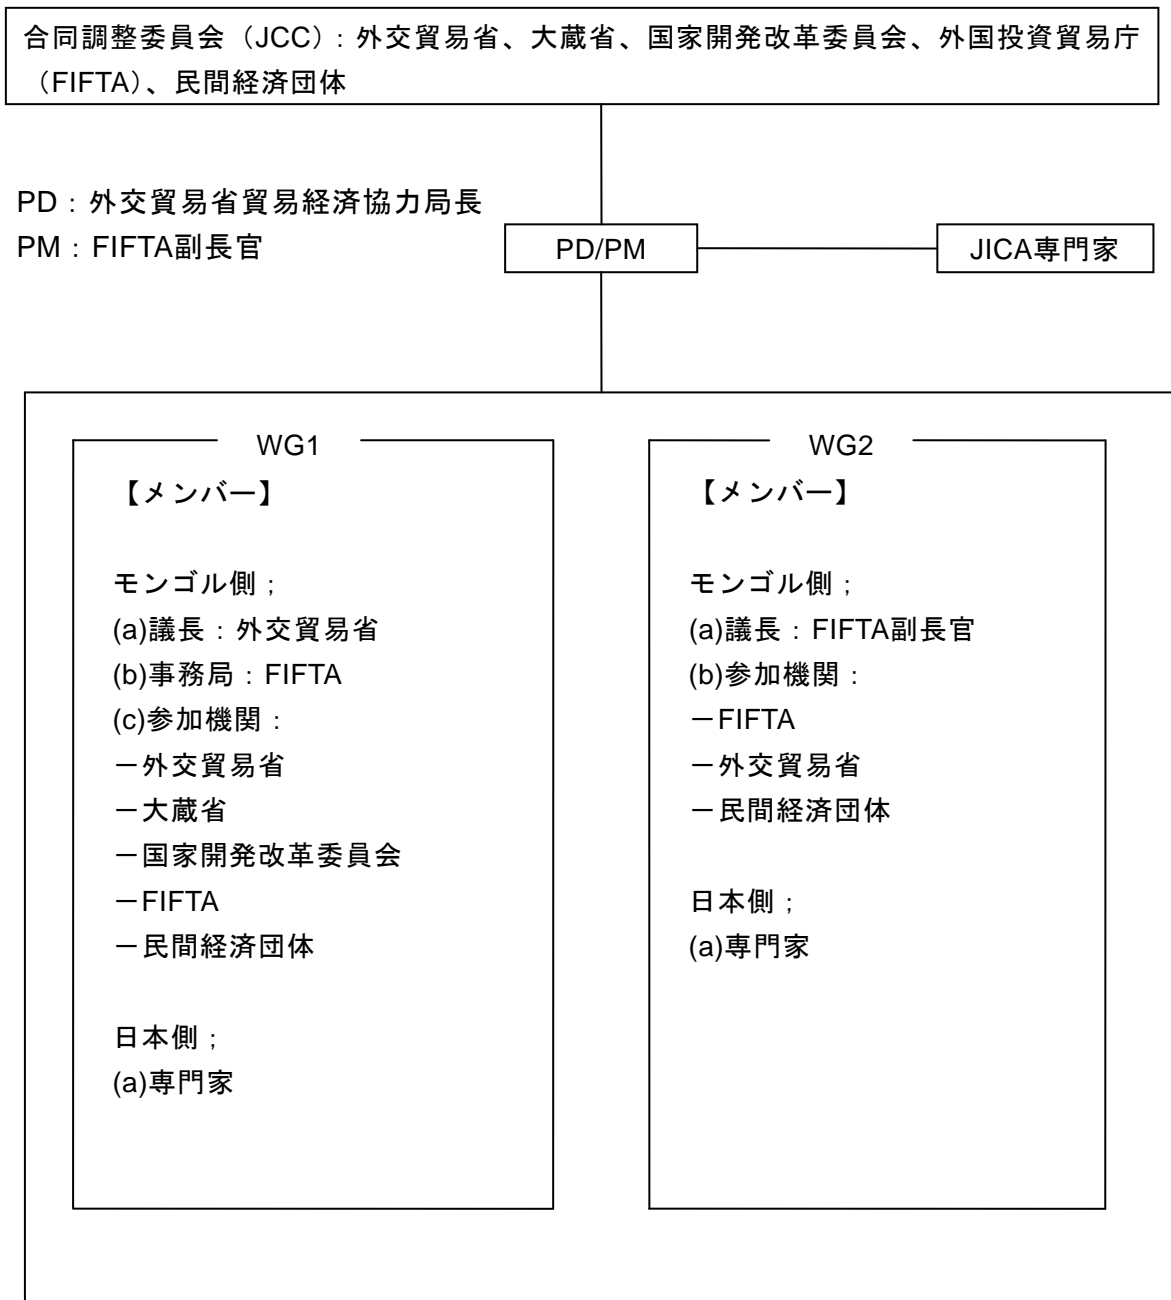 合同調整委員会（JCC）：外交貿易省、大蔵省、国家開発改革委員会、外国投資貿易庁
（FIFTA）、民間経済団体
PD：外交貿易省貿易経済協力局長
PM：FIFTA副長官
PD/PM
JICA専門家
WG1
【メンバー】
モンゴル側；
(a)議長：外交貿易省
(b)事務局：FIFTA
(c)参加機関：
－外交貿易省
－大蔵省
－国家開発改革委員会
－FIFTA
－民間経済団体
日本側；
(a)専門家
WG2
【メンバー】
モンゴル側；
(a)議長：FIFTA副長官
(b)参加機関：
－FIFTA
－外交貿易省
－民間経済団体
日本側；
(a)専門家